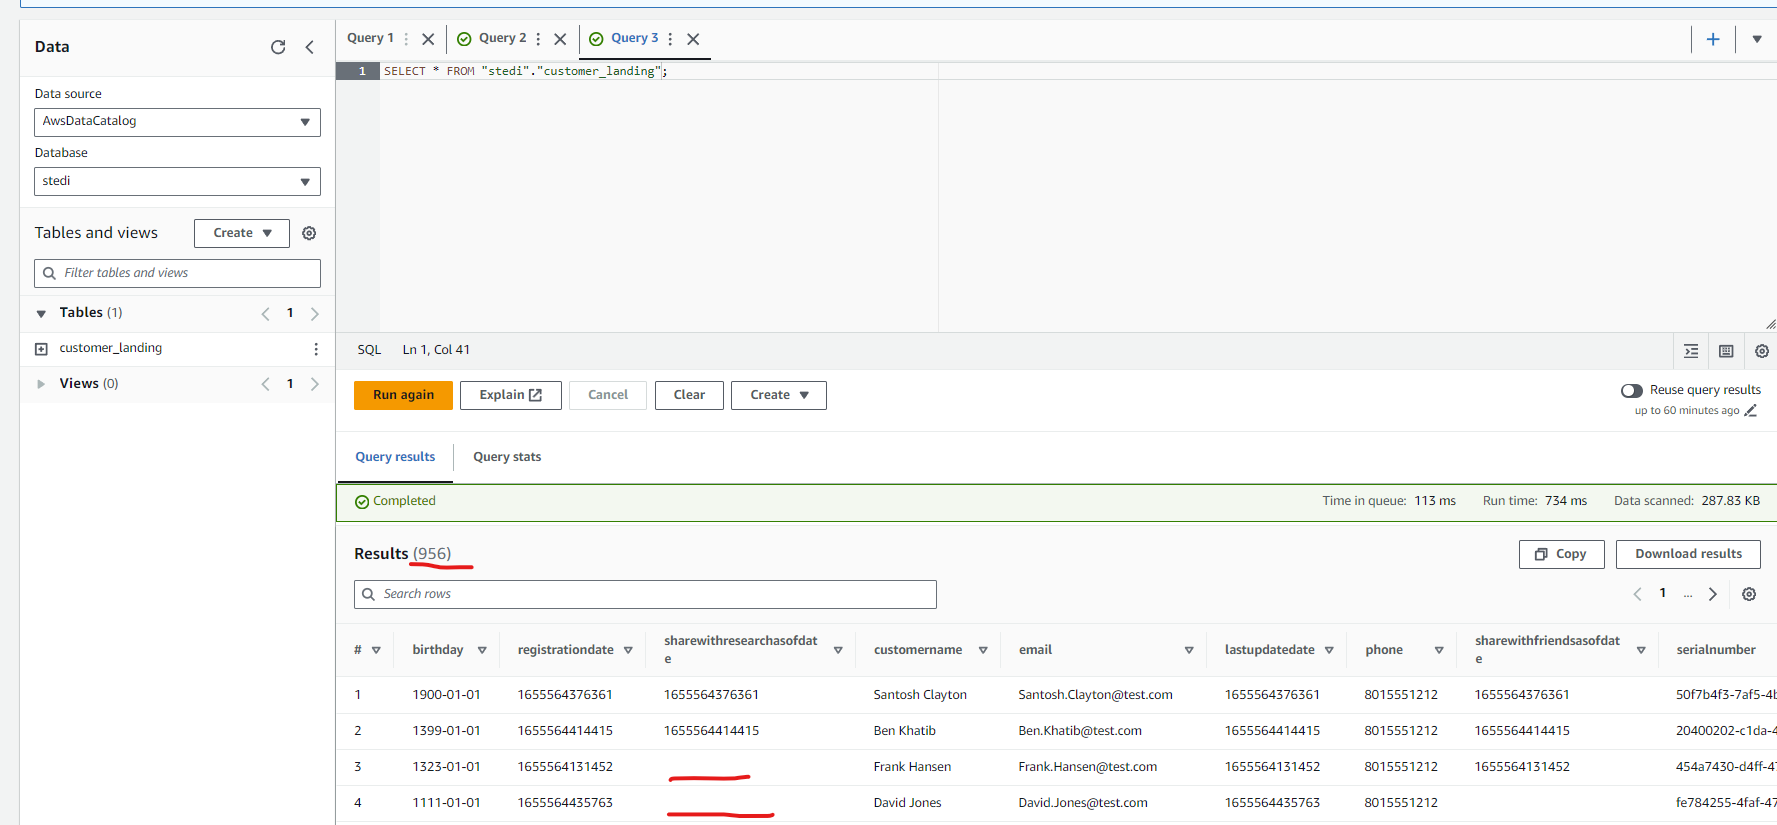 Data
Query 1
Query 2
Query 3
1 SELECT * FROM "stedi"."customer_landing";
Data source
AwsDataCatalog
Database
stedi
Tables and views
Create
Filter tables and views
Tables (1)
1
customer_landing
Views (0)
1
SQL Ln 1, Col 41
Run again
Explain
Cancel
Clear
Create
Reuse query results
up to 60 minutes ago
Query results
Query stats
Completed
Time in queue: 113 ms Run time: 734 ms Data scanned: 287.83 KB
Results (956)
Copy
Download results
Search rows
1 ...
# birthday registrationdate sharewithresearchasofdat
e customername email lastupdatedate phone sharewithfriendsasofdat
e serialnumber
1 1900-01-01 1655564376361 1655564376361 Santosh Clayton Santosh.Clayton@test.com 1655564376361 8015551212 1655564376361 50f7b4f3-7af5-4b
2 1399-01-01 1655564414415 1655564414415 Ben Khatib Ben.Khatib@test.com 1655564414415 8015551212 1655564414415 20400202-c1da-4
3 1323-01-01 1655564131452 Frank Hansen Frank.Hansen@test.com 1655564131452 8015551212 1655564131452 454a7430-d4ff-47
4 1111-01-01 1655564435763 David Jones David.Jones@test.com 1655564435763 8015551212 fe784255-4faf-47